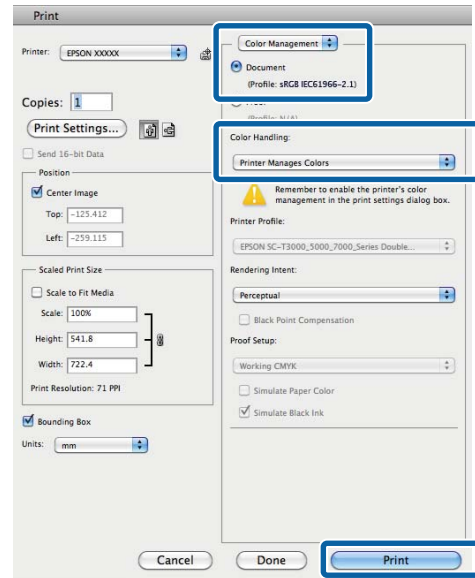 Print
Printer: EPSON XXXXX
Copies: 1
Print Settings...
Send 16-bit Data
Position
Center Image
Top: -125.412
Left: -259.115
Scaled Print Size
Scale to Fit Media
Scale: 100%
Height: 541.8
Width: 722.4
Print Resolution: 71 PPI
Bounding Box
Units: mm
Color Management
Document
(Profile: sRGB IEC61966-2.1)
(Profile: N/A)
Color Handling:
Printer Manages Colors
Remember to enable the printer's color
management in the print settings dialog box.
Printer Profile:
EPSON SC-T3000_5000_7000_Series Double...
Rendering Intent:
Perceptual
Black Point Compensation
Proof Setup:
Working CMYK
Simulate Paper Color
Simulate Black Ink
Cancel
Done
Print